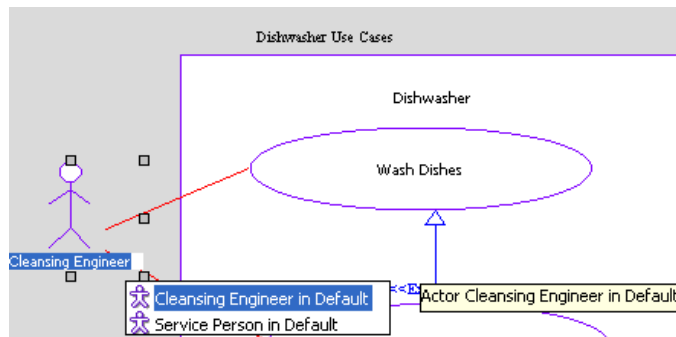 Dishwasher Use Cases
Dishwasher
Wash Dishes
Cleansing Engineer
<<E
Actor Cleansing Engineer in Default
Cleansing Engineer in Default
Service Person in Default